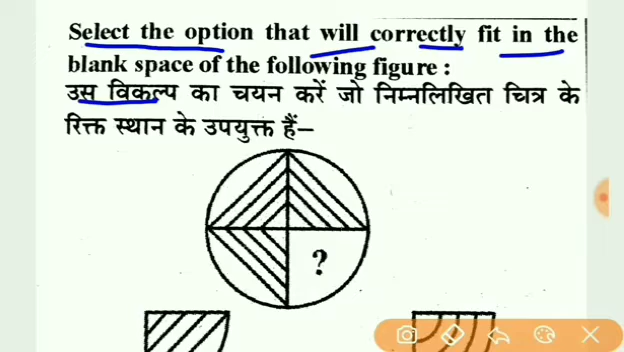 Select the option that will correctly fit in the
blank space of the following figure :
उस विकल्प का चयन करें जो निम्नलिखित चित्र के
रिक्त स्थान के उपयुक्त हैं–
?